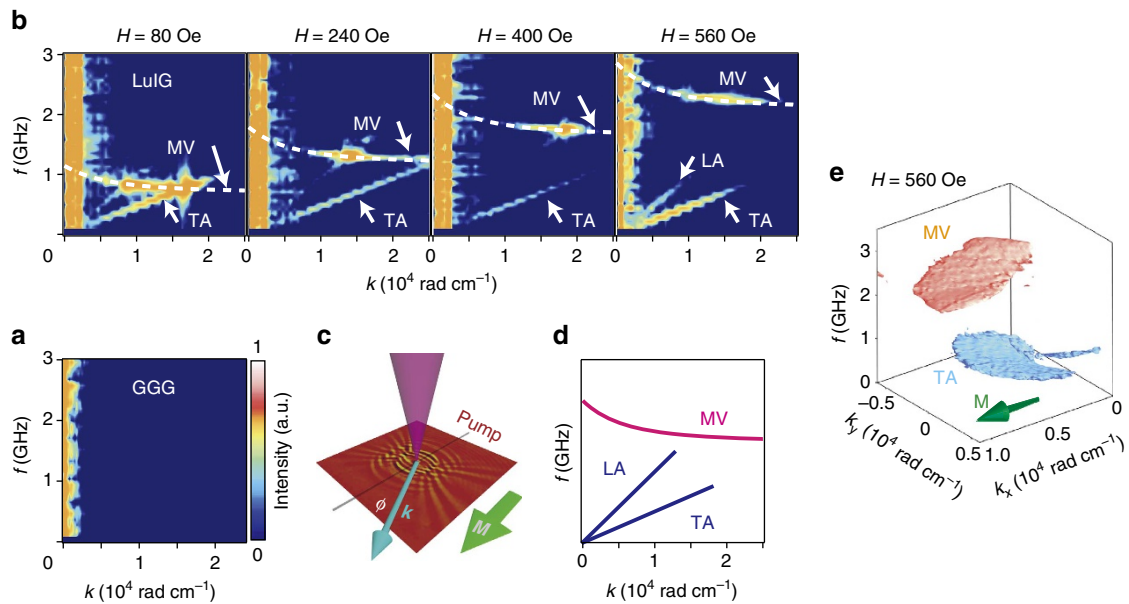 b
H = 80 Oe
H = 240 Oe
H = 400 Oe
H = 560 Oe
3
2
1
0
f (GHz)
LuIG
MV
TA
MV
TA
MV
TA
MV
LA
TA
0 1 2
0 1 2
0 1 2
0 1 2
k (10⁴ rad cm⁻¹)
a
3
2
1
0
f (GHz)
GGG
1
0
Intensity (a.u.)
0 1 2
k (10⁴ rad cm⁻¹)
c
Pump
ϕ
k
M
d
f (GHz)
MV
LA
TA
0 1 2
k (10⁴ rad cm⁻¹)
e
H = 560 Oe
MV
3
2
1
0
f (GHz)
TA
M
–0.5
0
0.5
k_y (10⁴ rad cm⁻¹)
1.0
0.5
0
k_x (10⁴ rad cm⁻¹)